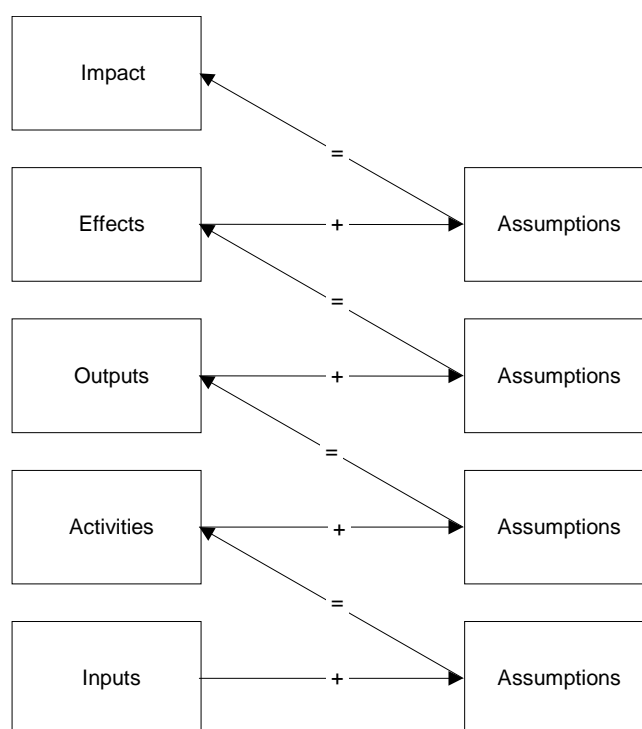 Impact
=
Effects
+
Assumptions
=
Outputs
+
Assumptions
=
Activities
+
Assumptions
=
Inputs
+
Assumptions